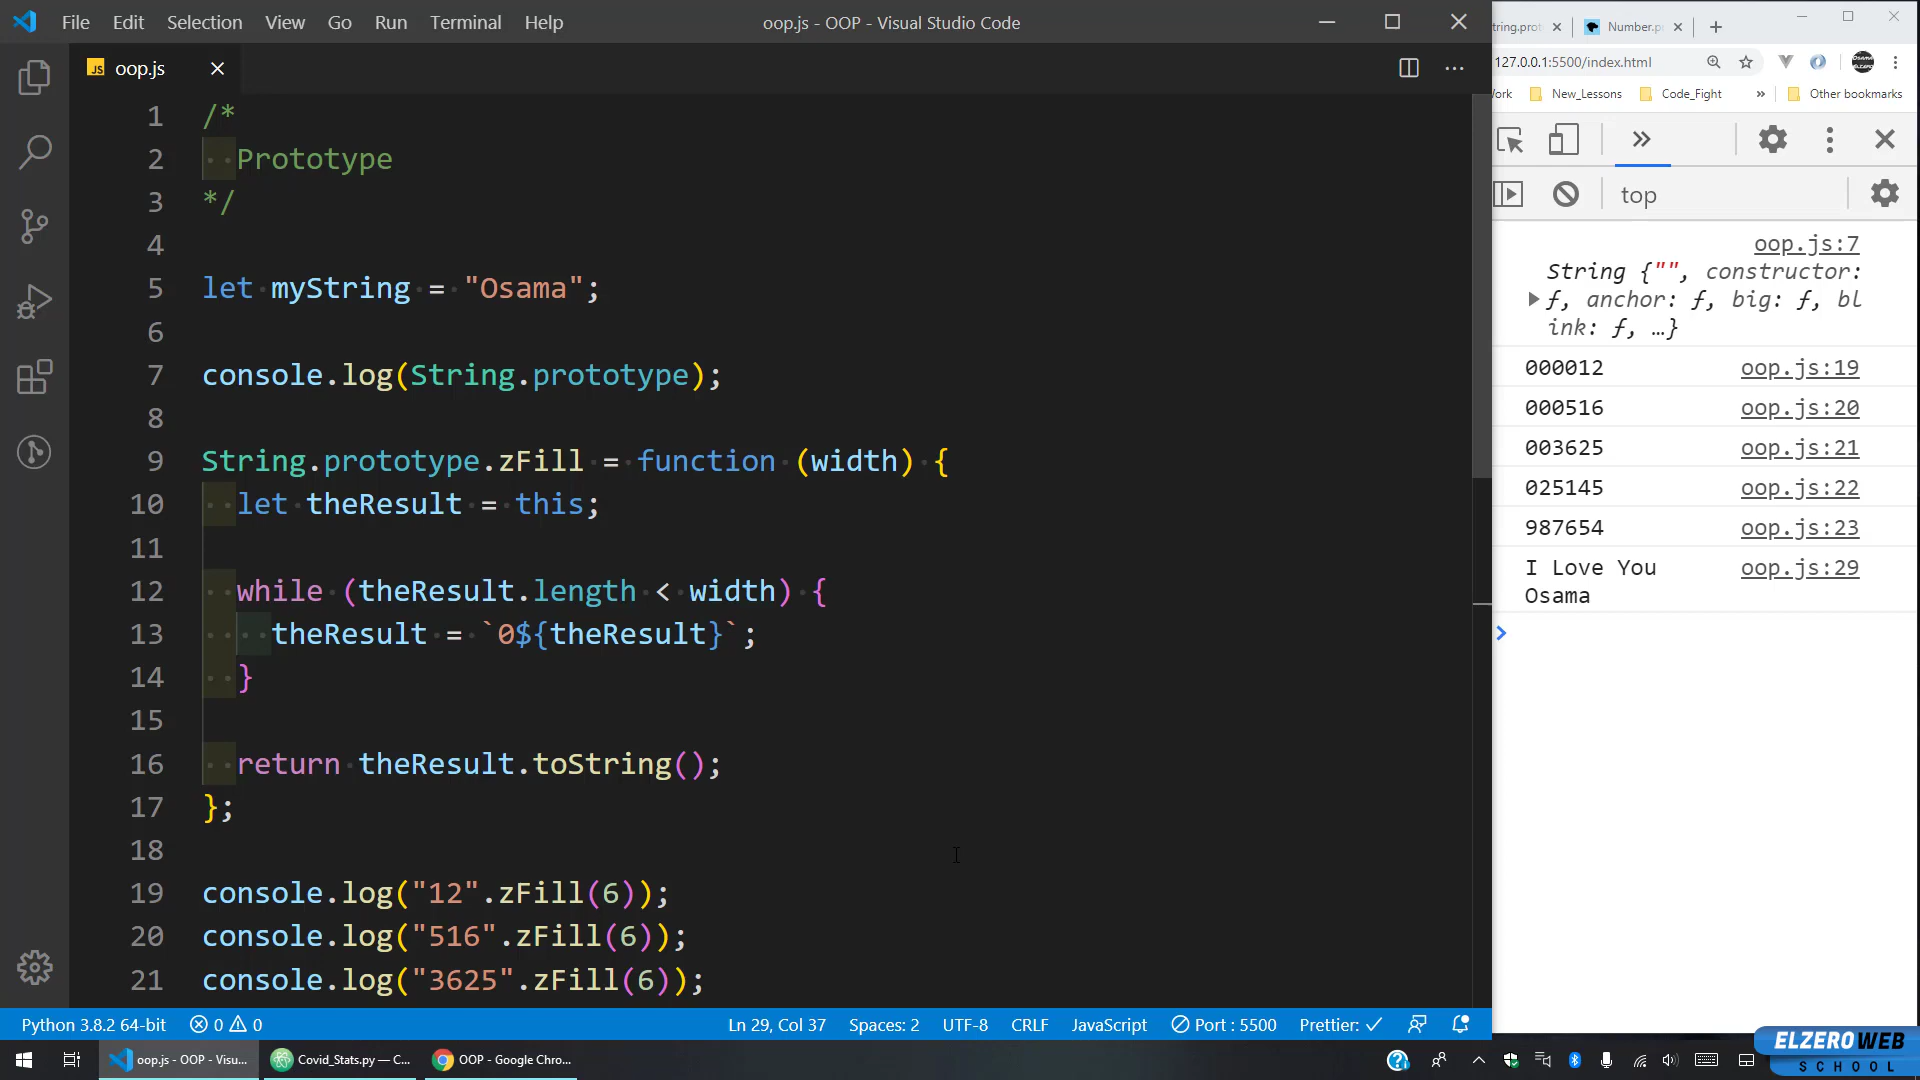 File Edit Selection View Go Run Terminal Help
oop.js - OOP - Visual Studio Code
JS oop.js
1 /*
2 Prototype
3 */
4
5 let myString = "Osama";
6
7 console.log(String.prototype);
8
9 String.prototype.zFill = function (width) {
10 let theResult = this;
11
12 while (theResult.length < width) {
13 theResult = `0${theResult}`;
14 }
15
16 return theResult.toString();
17 };
18
19 console.log("12".zFill(6));
20 console.log("516".zFill(6));
21 console.log("3625".zFill(6));
Python 3.8.2 64-bit 0 0
Ln 29, Col 37 Spaces: 2 UTF-8 CRLF JavaScript Port : 5500 Prettier:
tring.prot Number.p
127.0.0.1:5500/index.html
New_Lessons Code_Fight » Other bookmarks
top
oop.js:7
String {"", constructor:
ƒ, anchor: ƒ, big: ƒ, bl
ink: ƒ, …}
000012 oop.js:19
000516 oop.js:20
003625 oop.js:21
025145 oop.js:22
987654 oop.js:23
I Love You oop.js:29
Osama
oop.js - OOP - Visu...
Covid_Stats.py — C...
OOP - Google Chro...
ELZEROWEB
SCHOOL